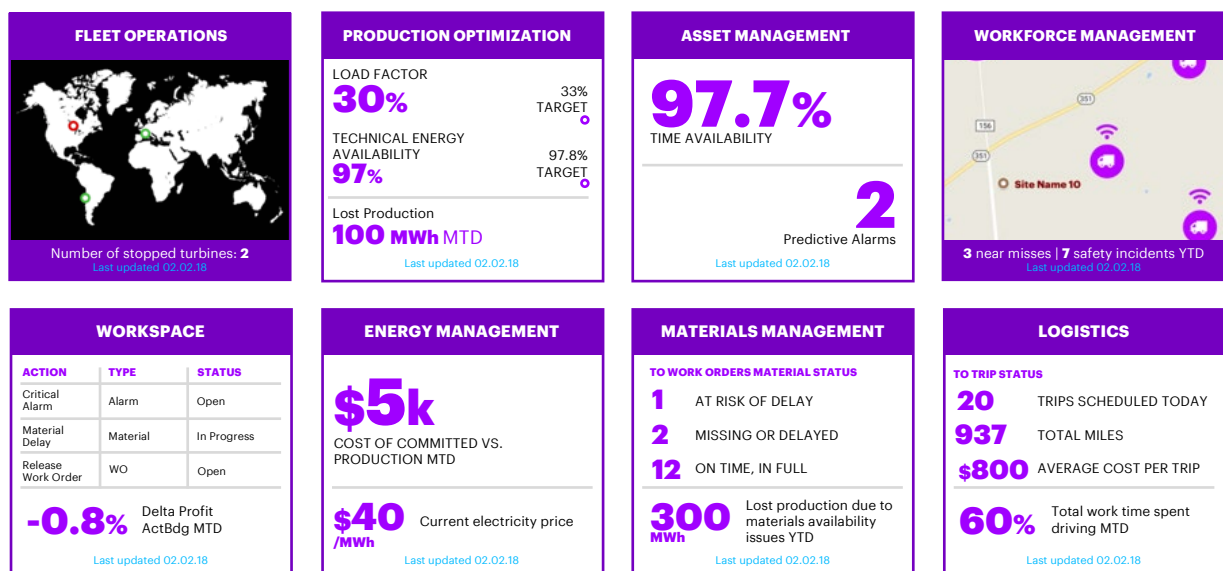 FLEET OPERATIONS
Number of stopped turbines: 2
Last updated 02.02.18
PRODUCTION OPTIMIZATION
LOAD FACTOR
30%
33%
TARGET
TECHNICAL ENERGY
AVAILABILITY
97%
97.8%
TARGET
Lost Production
100 MWh MTD
Last updated 02.02.18
ASSET MANAGEMENT
97.7%
TIME AVAILABILITY
2
Predictive Alarms
Last updated 02.02.18
WORKFORCE MANAGEMENT
351
156
351
Site Name 10
3 near misses | 7 safety incidents YTD
Last updated 02.02.18
WORKSPACE
ACTION TYPE STATUS
Critical
Alarm
Alarm
Open
Material
Delay
Material
In Progress
Release
Work Order
WO
Open
-0.8%
Delta Profit
ActBdg MTD
Last updated 02.02.18
ENERGY MANAGEMENT
$5k
COST OF COMMITTED VS.
PRODUCTION MTD
$40
/MWh
Current electricity price
Last updated 02.02.18
MATERIALS MANAGEMENT
TO WORK ORDERS MATERIAL STATUS
1 AT RISK OF DELAY
2 MISSING OR DELAYED
12 ON TIME, IN FULL
300
MWh
Lost production due to
materials availability
issues YTD
Last updated 02.02.18
LOGISTICS
TO TRIP STATUS
20 TRIPS SCHEDULED TODAY
937 TOTAL MILES
$800 AVERAGE COST PER TRIP
60%
Total work time spent
driving MTD
Last updated 02.02.18